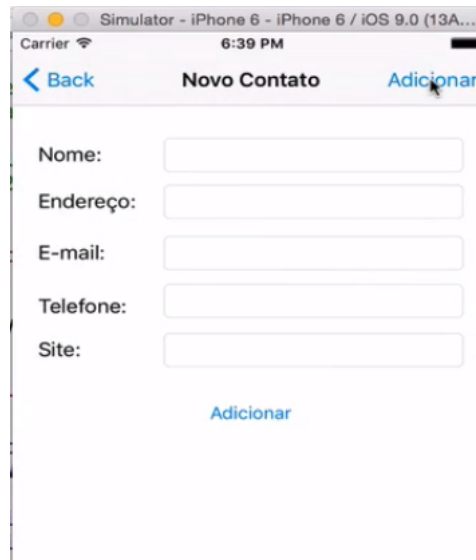 Simulator - iPhone 6 - iPhone 6 / iOS 9.0 (13A...
Carrier 6:39 PM
Back Novo Contato Adicionar
Nome:
Endereço:
E-mail:
Telefone:
Site:
Adicionar